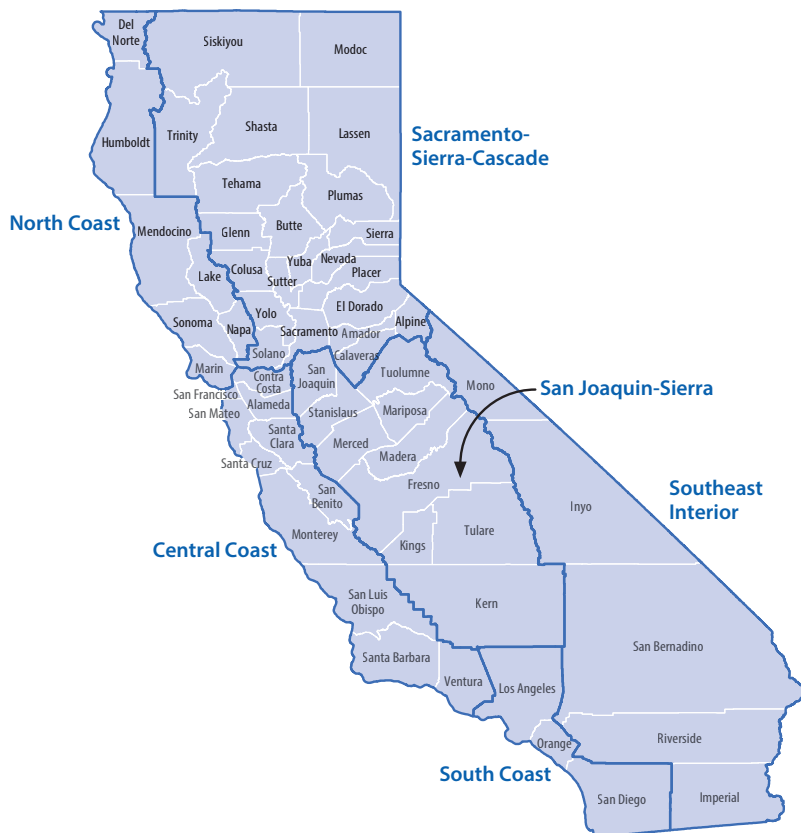 Del
Norte
Siskiyou
Modoc
Humboldt
Trinity
Shasta
Lassen
Sacramento-
Sierra-Cascade
Tehama
Plumas
North Coast
Mendocino
Glenn
Butte
Sierra
Lake
Colusa
Yuba
Nevada
Sutter
Placer
Sonoma
Napa
Yolo
El Dorado
Sacramento
Amador
Alpine
Solano
Calaveras
Marin
Contra
Costa
San
Joaquin
Tuolumne
Mono
San Joaquin-Sierra
San Francisco
Alameda
San Mateo
Stanislaus
Mariposa
Santa
Clara
Merced
Madera
Santa Cruz
Fresno
San
Benito
Southeast
Interior
Inyo
Monterey
Central Coast
Kings
Tulare
San Luis
Obispo
Kern
Santa Barbara
San Bernadino
Ventura
Los Angeles
Orange
Riverside
South Coast
San Diego
Imperial